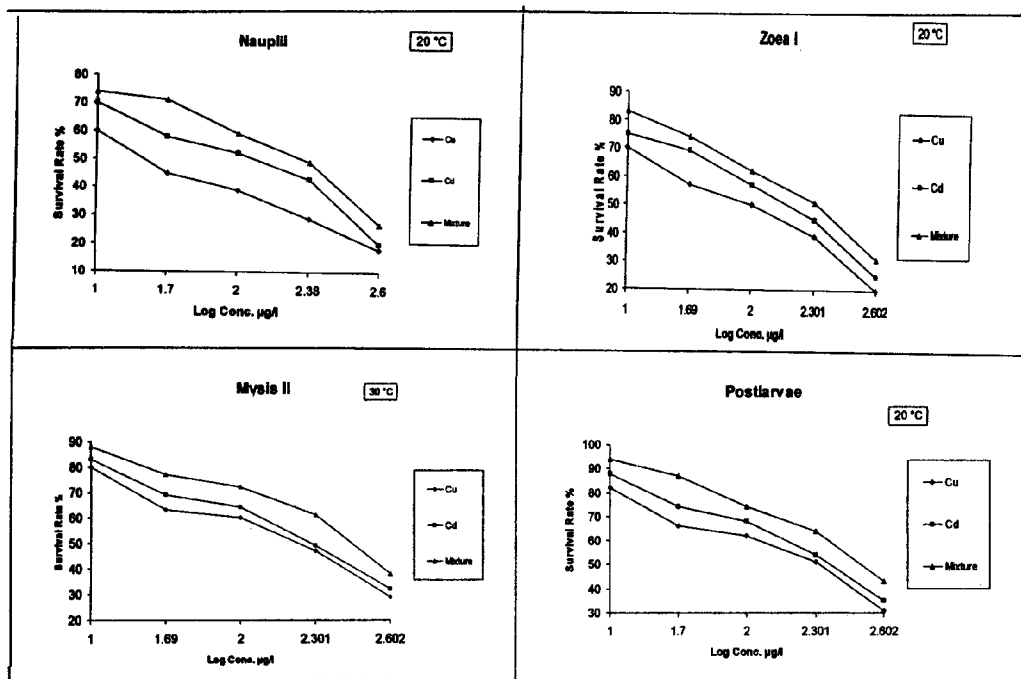 Nauplii
20 °C
80
70
60
50
40
30
20
10
Survival Rate %
1 1.7 2 2.38 2.6
Log Conc. µg/l
Cu
Cd
Mixture
Zoea I
20 °C
90
80
70
60
50
40
30
20
Survival Rate %
1 1.69 2 2.301 2.602
Log Conc. µg/l
Cu
Cd
Mixture
Mysis II
30 °C
90
80
70
60
50
40
30
20
Survival Rate %
1 1.69 2 2.301 2.602
Log Conc. µg/l
Cu
Cd
Mixture
Postlarvae
20 °C
100
90
80
70
60
50
40
30
Survival Rate %
1 1.7 2 2.301 2.602
Log Conc. µg/l
Cu
Cd
Mixture